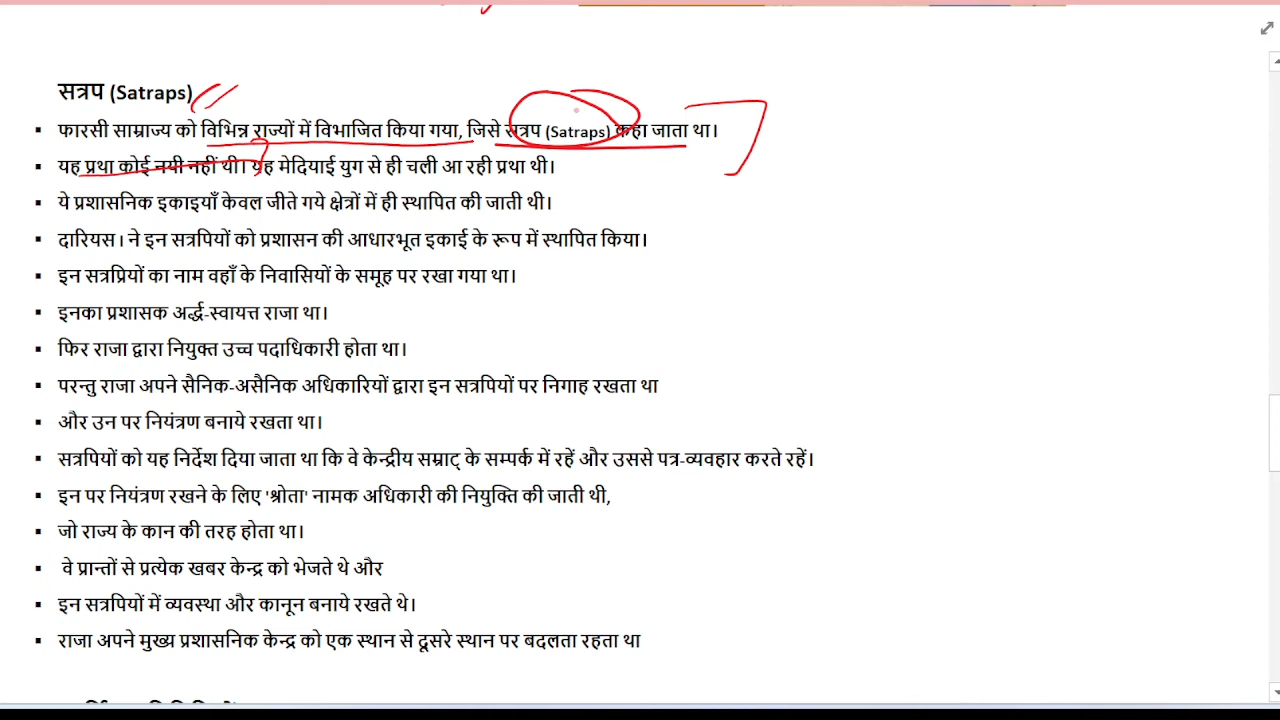 सत्रप (Satraps)
▪ फारसी साम्राज्य को विभिन्न राज्यों में विभाजित किया गया, जिसे सत्रप (Satraps) कहा जाता था।
▪ यह प्रथा कोई नयी नहीं थी। यह मेदियाई युग से ही चली आ रही प्रथा थी।
▪ ये प्रशासनिक इकाइयाँ केवल जीते गये क्षेत्रों में ही स्थापित की जाती थी।
▪ दारियस। ने इन सत्रपियों को प्रशासन की आधारभूत इकाई के रूप में स्थापित किया।
▪ इन सत्रप्रियों का नाम वहाँ के निवासियों के समूह पर रखा गया था।
▪ इनका प्रशासक अर्द्ध-स्वायत्त राजा था।
▪ फिर राजा द्वारा नियुक्त उच्च पदाधिकारी होता था।
▪ परन्तु राजा अपने सैनिक-असैनिक अधिकारियों द्वारा इन सत्रपियों पर निगाह रखता था
▪ और उन पर नियंत्रण बनाये रखता था।
▪ सत्रपियों को यह निर्देश दिया जाता था कि वे केन्द्रीय सम्राट् के सम्पर्क में रहें और उससे पत्र-व्यवहार करते रहें।
▪ इन पर नियंत्रण रखने के लिए 'श्रोता' नामक अधिकारी की नियुक्ति की जाती थी,
▪ जो राज्य के कान की तरह होता था।
▪ वे प्रान्तों से प्रत्येक खबर केन्द्र को भेजते थे और
▪ इन सत्रपियों में व्यवस्था और कानून बनाये रखते थे।
▪ राजा अपने मुख्य प्रशासनिक केन्द्र को एक स्थान से दूसरे स्थान पर बदलता रहता था